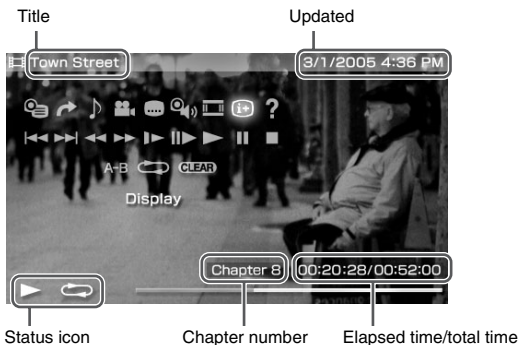 Title
Updated
Town Street
3/1/2005 4:36 PM
i+
?
A-B
CLEAR
Display
Chapter 8
00:20:28/00:52:00
Status icon
Chapter number
Elapsed time/total time